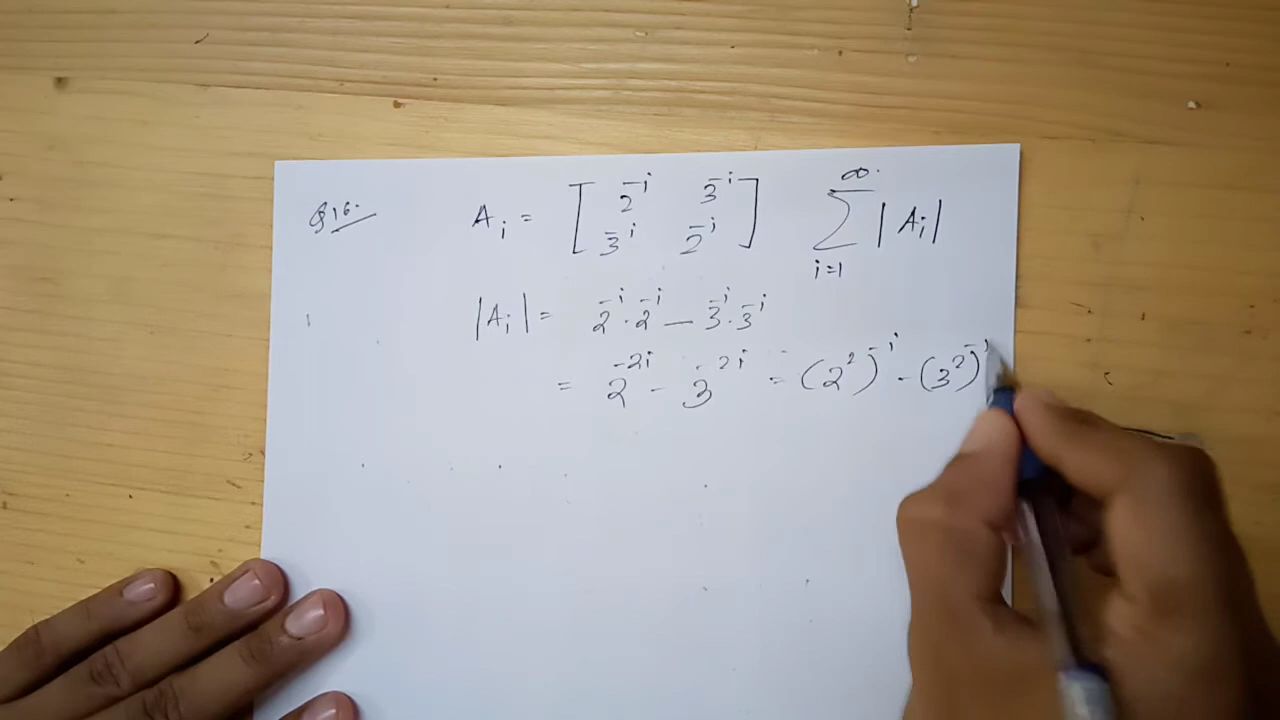 Q16. A_i = [ 2^{-i} 3^{-i} ; 3^{-i} 2^{-i} ] \sum_{i=1}^{∞} |A_i|
|A_i| = 2^{-i} · 2^{-i} - 3^{-i} · 3^{-i}
= 2^{-2i} - 3^{-2i} = (2^2)^{-i} - (3^2)^{-i}